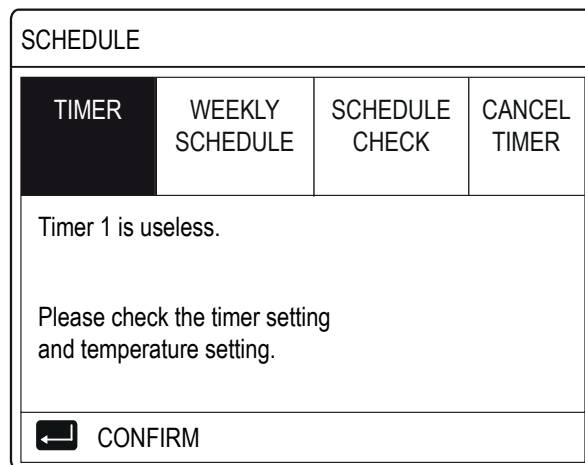 SCHEDULE
TIMER
WEEKLY
SCHEDULE
SCHEDULE
CHECK
CANCEL
TIMER
Timer 1 is useless.
Please check the timer setting
and temperature setting.
CONFIRM